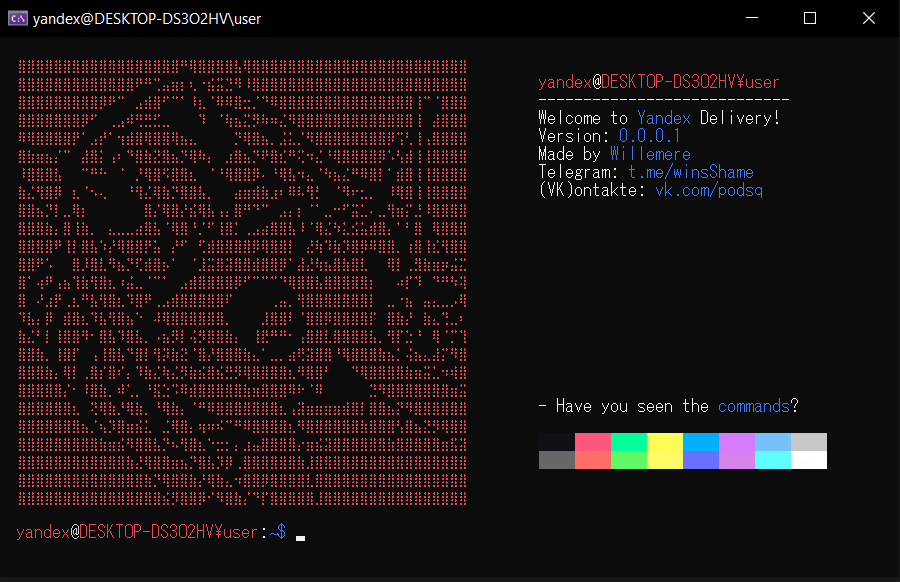 yandex@DESKTOP-DS3O2HV\user
yandex@DESKTOP-DS3O2HV¥user
----------------------------
Welcome to Yandex Delivery!
Version: 0.0.0.1
Made by Willemere
Telegram: t.me/winsShame
(VK)ontakte: vk.com/podsq
- Have you seen the commands?
yandex@DESKTOP-DS3O2HV¥user:~$